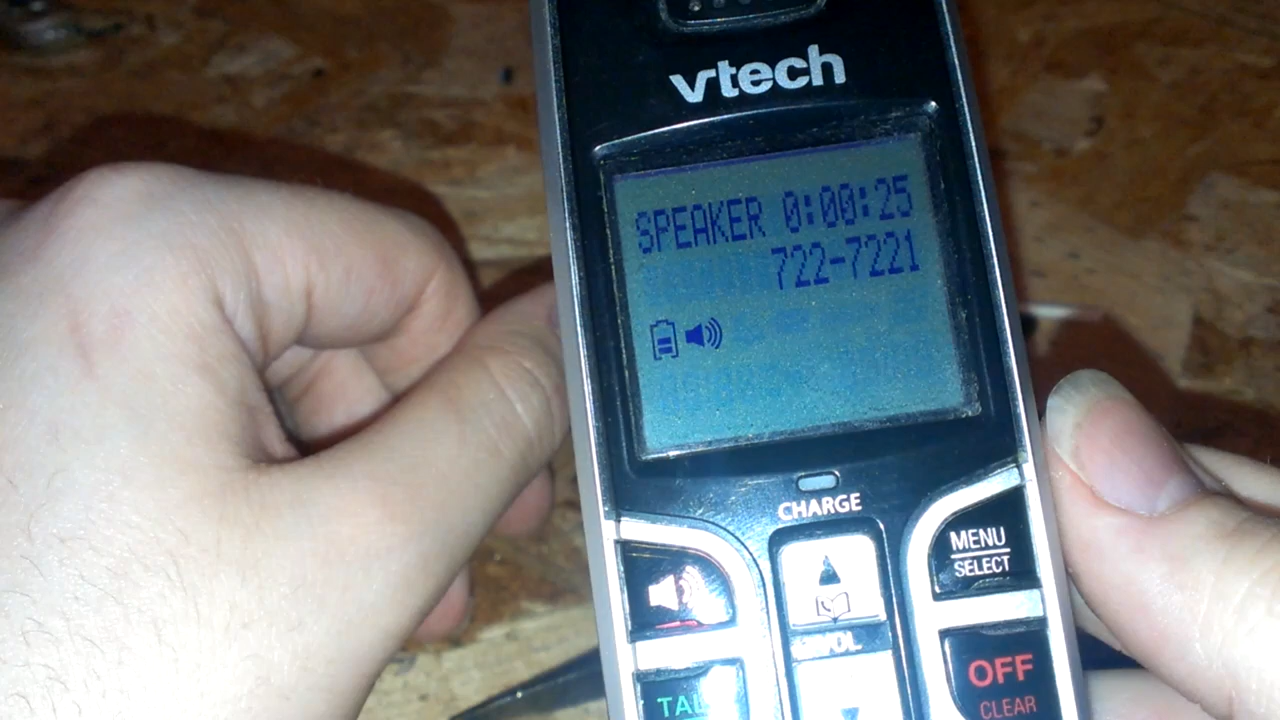 vtech
SPEAKER 0:00:25
722-7221
CHARGE
MENU
SELECT
OFF
CLEAR